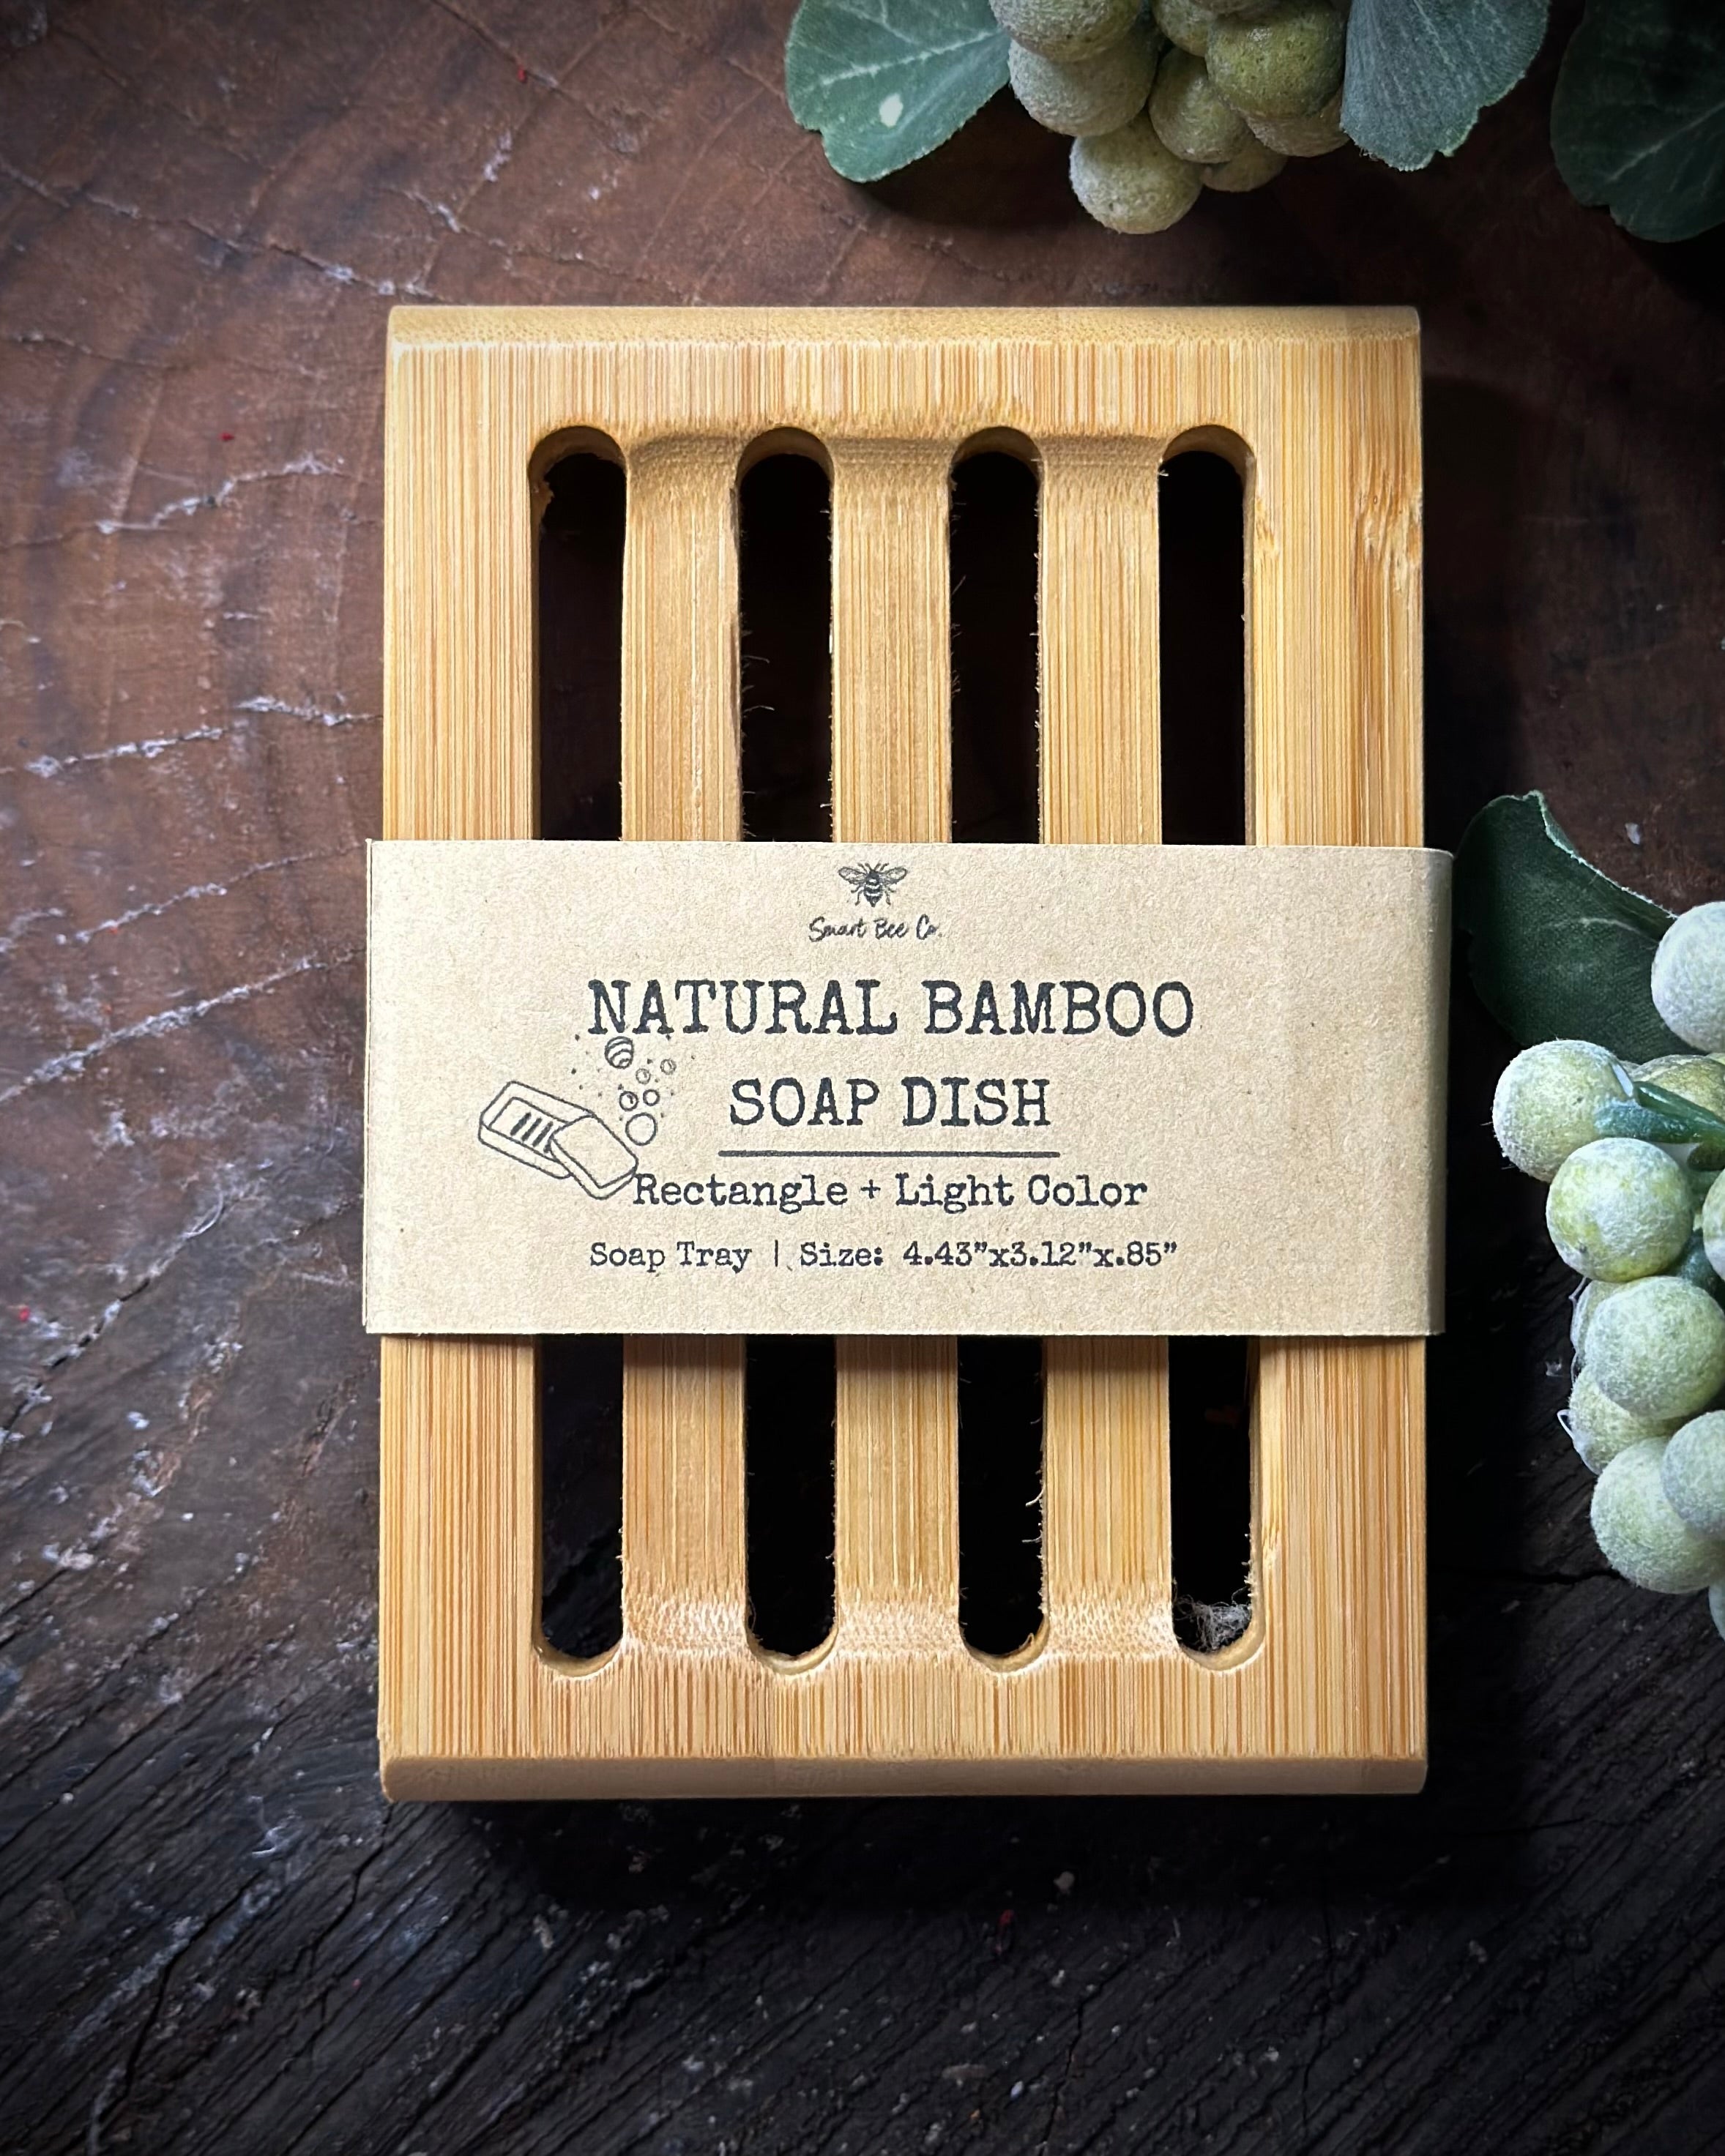 Smart Bee Co.
NATURAL BAMBOO
SOAP DISH
Rectangle + Light Color
Soap Tray | Size: 4.43”x3.12”x.85”